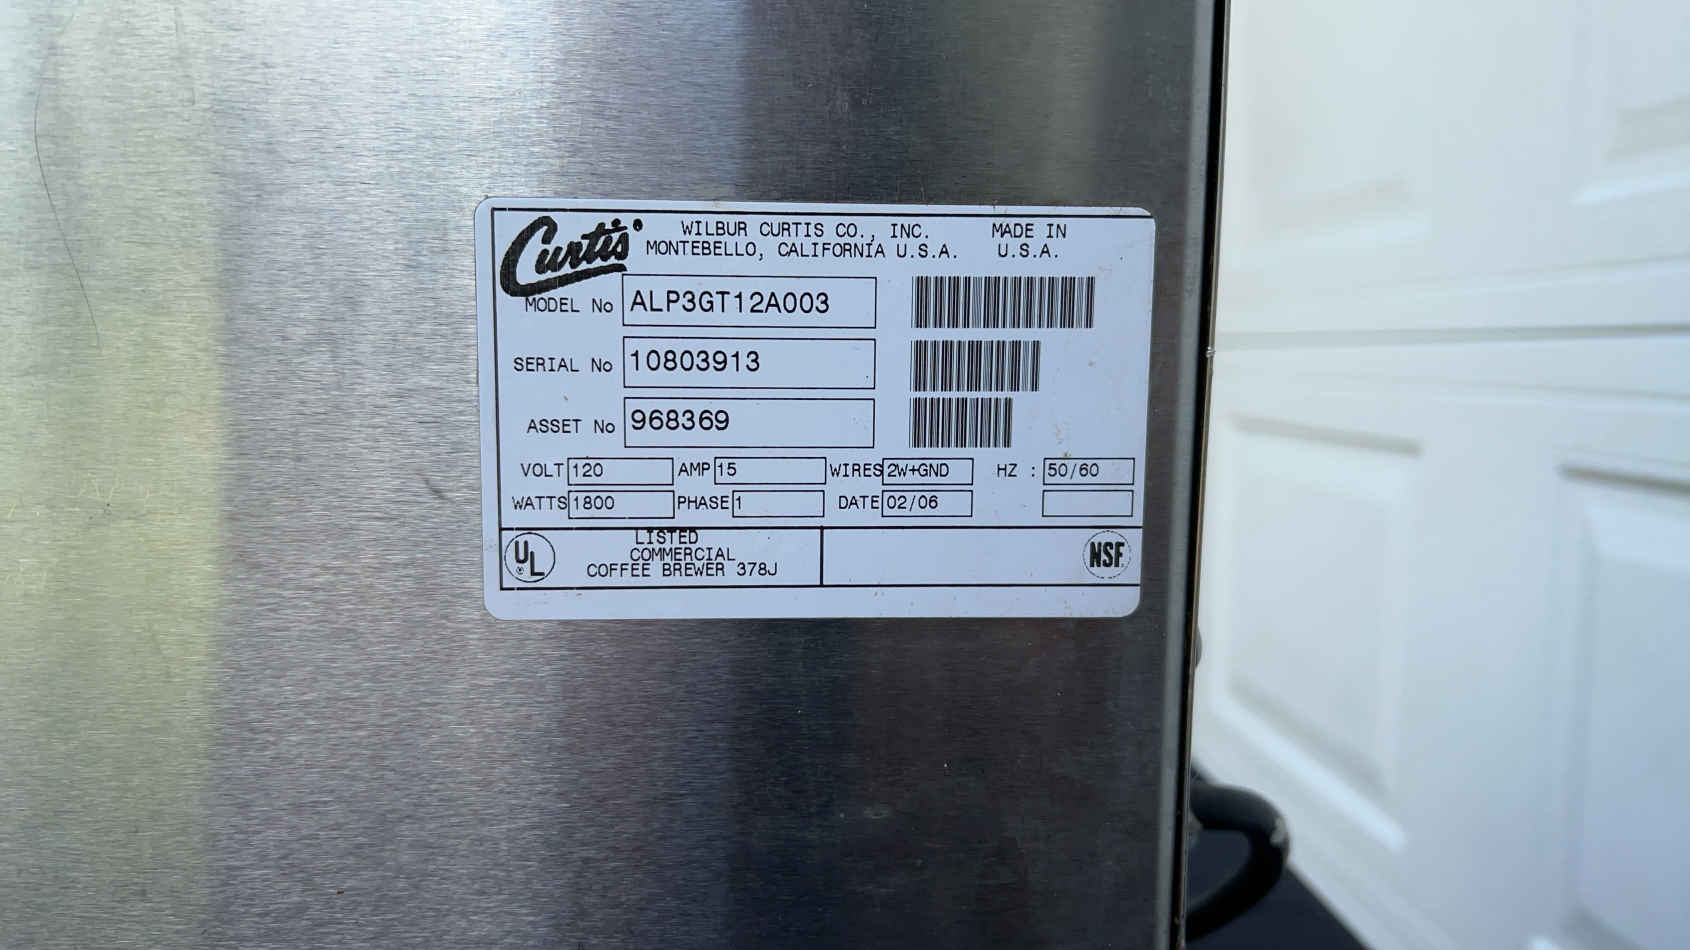 Curtis
WILBUR CURTIS CO., INC. MADE IN
MONTEBELLO, CALIFORNIA U.S.A. U.S.A.
MODEL No ALP3GT12A003
SERIAL No 10803913
ASSET No 968369
VOLT 120 AMP 15 WIRES 2W+GND HZ : 50/60
WATTS 1800 PHASE 1 DATE 02/06
UL LISTED
COMMERCIAL
COFFEE BREWER 378J
NSF